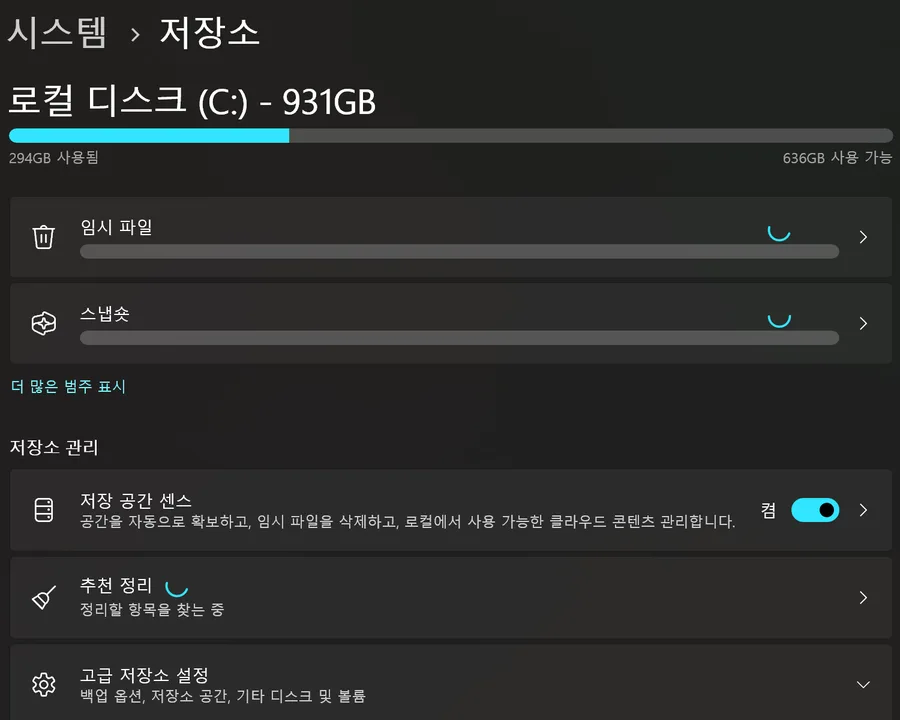 시스템 › 저장소
로컬 디스크 (C:) - 931GB
294GB 사용됨 636GB 사용 가능
임시 파일
스냅숏
더 많은 범주 표시
저장소 관리
저장 공간 센스
공간을 자동으로 확보하고, 임시 파일을 삭제하고, 로컬에서 사용 가능한 클라우드 콘텐츠 관리합니다.
켬
추천 정리
정리할 항목을 찾는 중
고급 저장소 설정
백업 옵션, 저장소 공간, 기타 디스크 및 볼륨